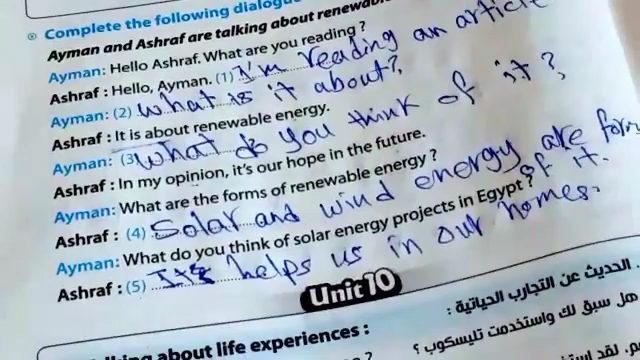 Complete the following dialogue
Ayman and Ashraf are talking about renewable
Ayman: Hello Ashraf. What are you reading ?
Ashraf : Hello, Ayman. (1) I'm reading an article
Ayman: (2) What is it about?
Ashraf : It is about renewable energy.
Ayman: (3) What do you think of it?
Ashraf : In my opinion, it's our hope in the future.
Ayman: What are the forms of renewable energy ?
Ashraf : (4) Solar and wind energy are forms of it.
Ayman: What do you think of solar energy projects in Egypt ?
Ashraf : (5) It helps us in our homes.
Unit 10
about life experiences :
الحديث عن التجارب الحياتية :
هل سبق لك واستخدمت تليسكوب ؟
لقد